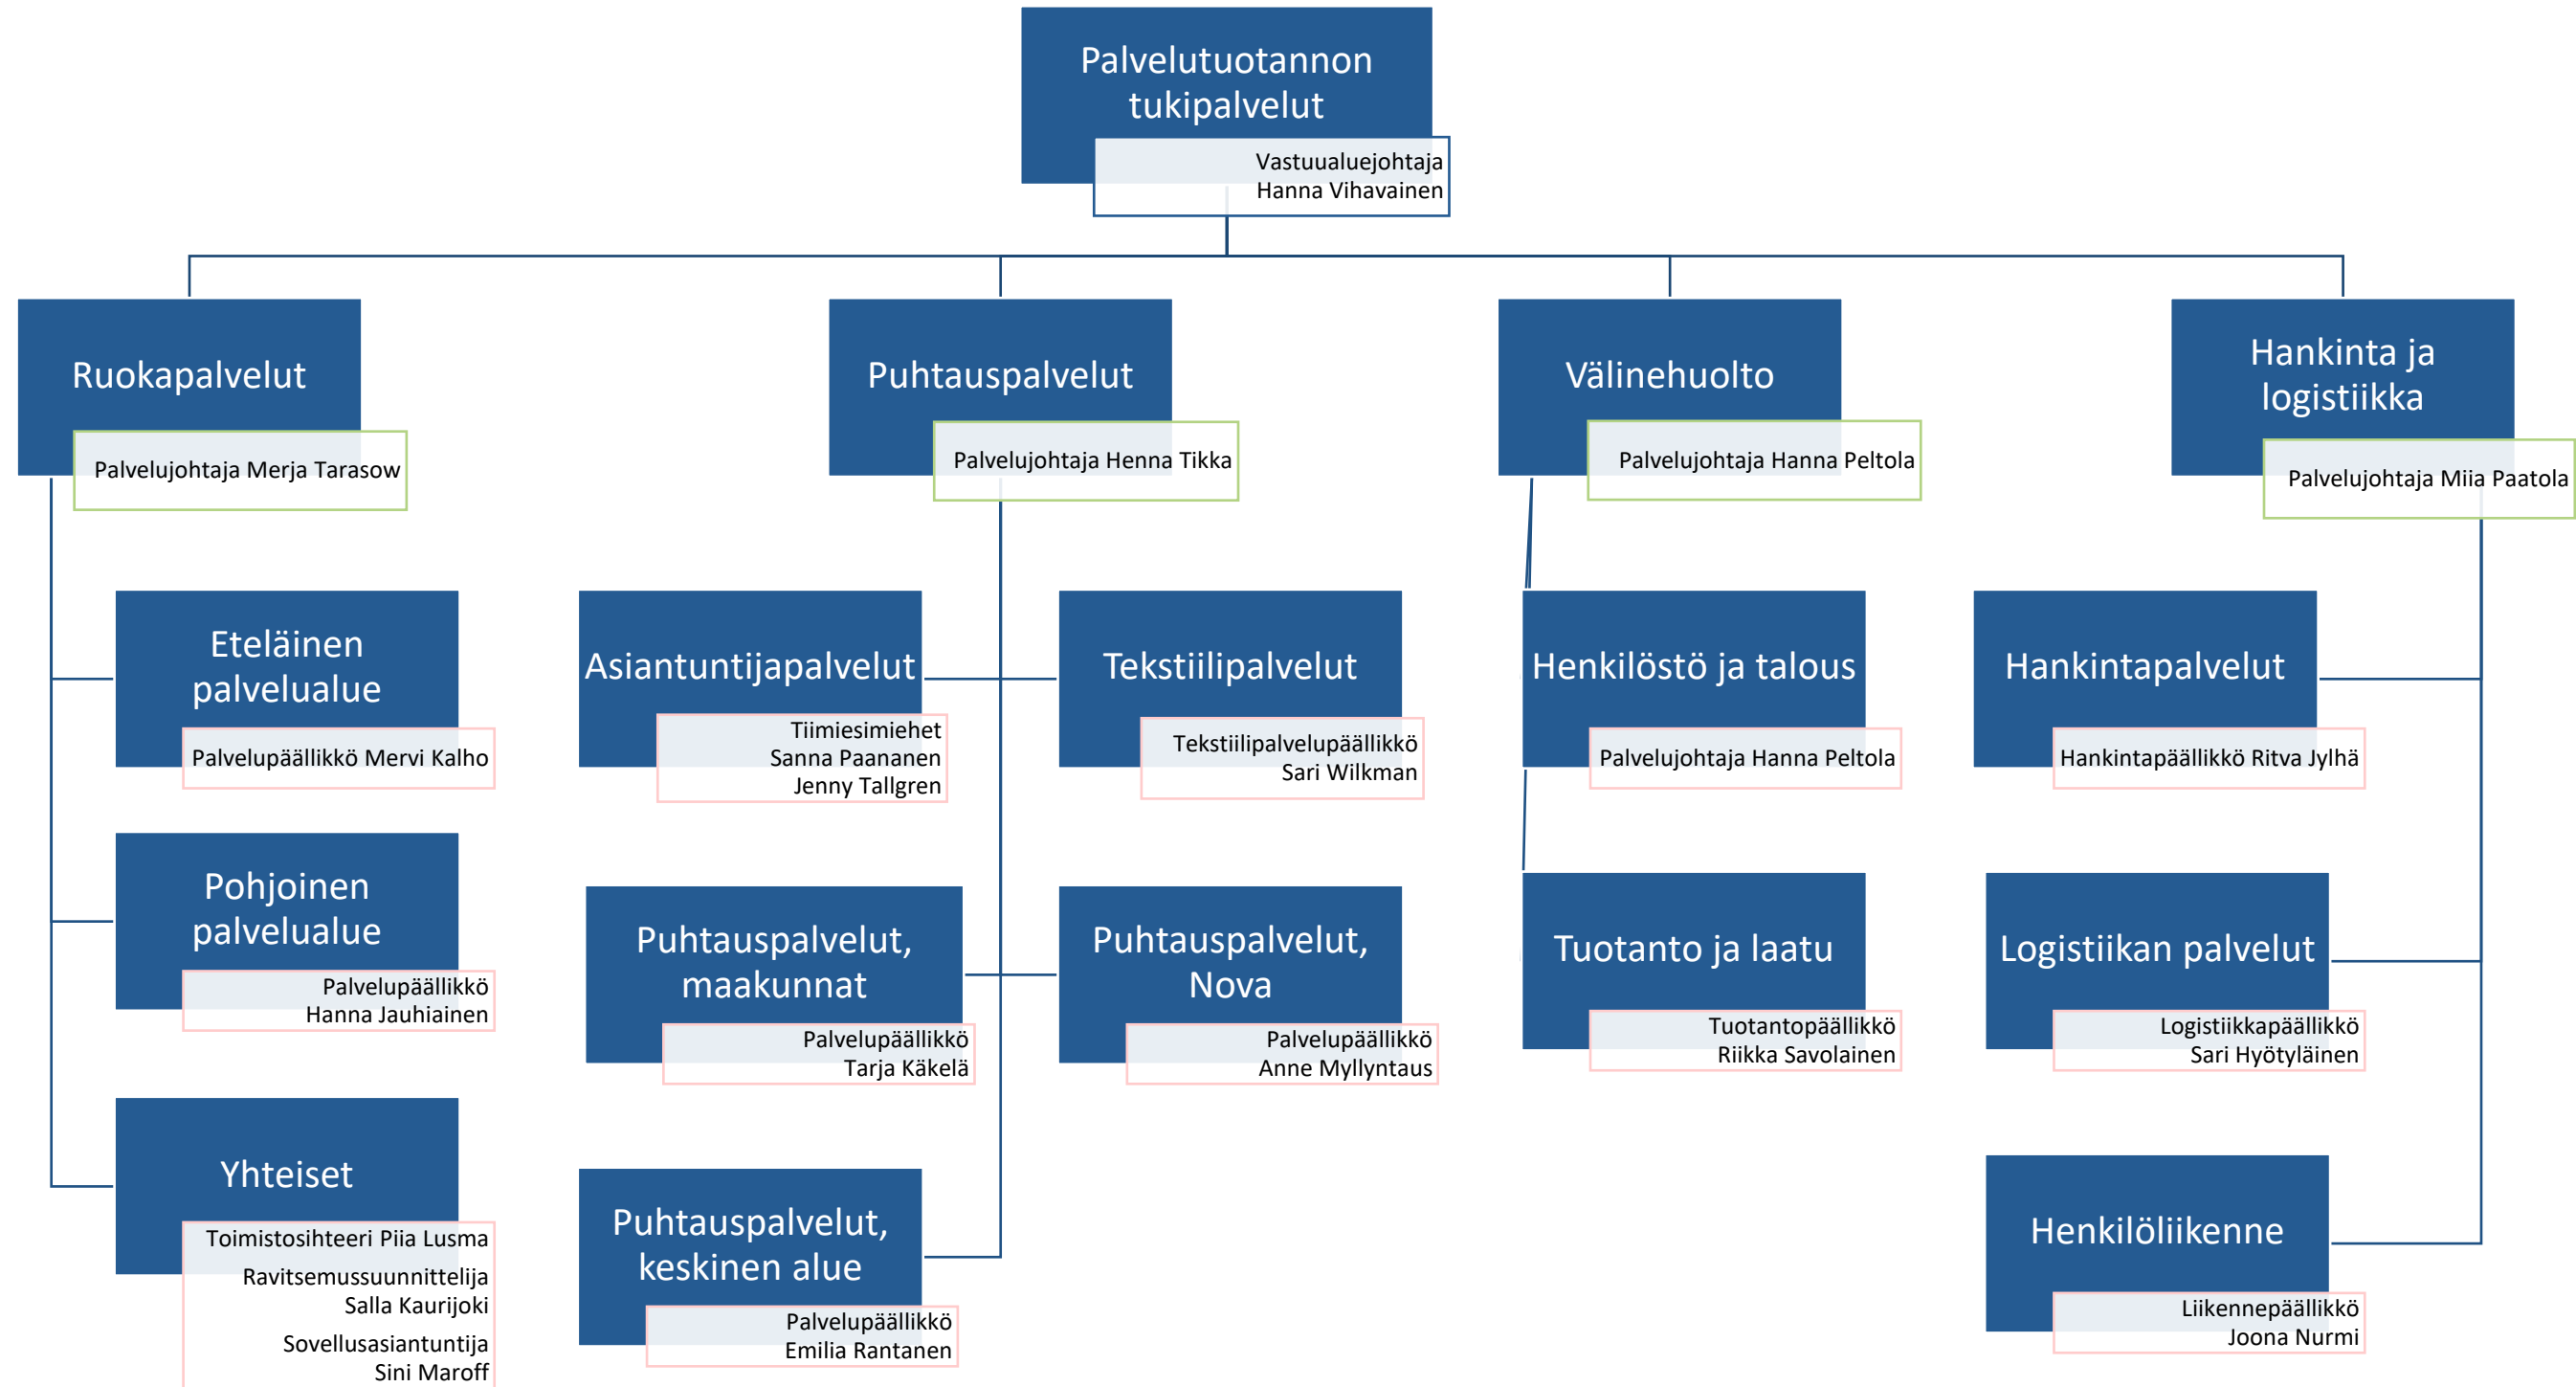 Palvelutuotannon
tukipalvelut
Vastuualuejohtaja
Hanna Vihavainen
Ruokapalvelut
Palvelujohtaja Merja Tarasow
Puhtauspalvelut
Palvelujohtaja Henna Tikka
Välinehuolto
Palvelujohtaja Hanna Peltola
Hankinta ja
logistiikka
Palvelujohtaja Miia Paatola
Eteläinen
palvelualue
Palvelupäällikkö Mervi Kalho
Pohjoinen
palvelualue
Palvelupäällikkö
Hanna Jauhiainen
Yhteiset
Toimistosihteeri Piia Lusma
Ravitsemussuunnittelija
Salla Kaurijoki
Sovellusasiantuntija
Sini Maroff
Asiantuntijapalvelut
Tiimiesimiehet
Sanna Paananen
Jenny Tallgren
Tekstiilipalvelut
Tekstiilipalvelupäällikkö
Sari Wilkman
Puhtauspalvelut,
maakunnat
Palvelupäällikkö
Tarja Käkelä
Puhtauspalvelut,
Nova
Palvelupäällikkö
Anne Myllyntaus
Puhtauspalvelut,
keskinen alue
Palvelupäällikkö
Emilia Rantanen
Henkilöstö ja talous
Palvelujohtaja Hanna Peltola
Tuotanto ja laatu
Tuotantopäällikkö
Riikka Savolainen
Hankintapalvelut
Hankintapäällikkö Ritva Jylhä
Logistiikan palvelut
Logistiikkapäällikkö
Sari Hyötyläinen
Henkilöliikenne
Liikennepäällikkö
Joona Nurmi